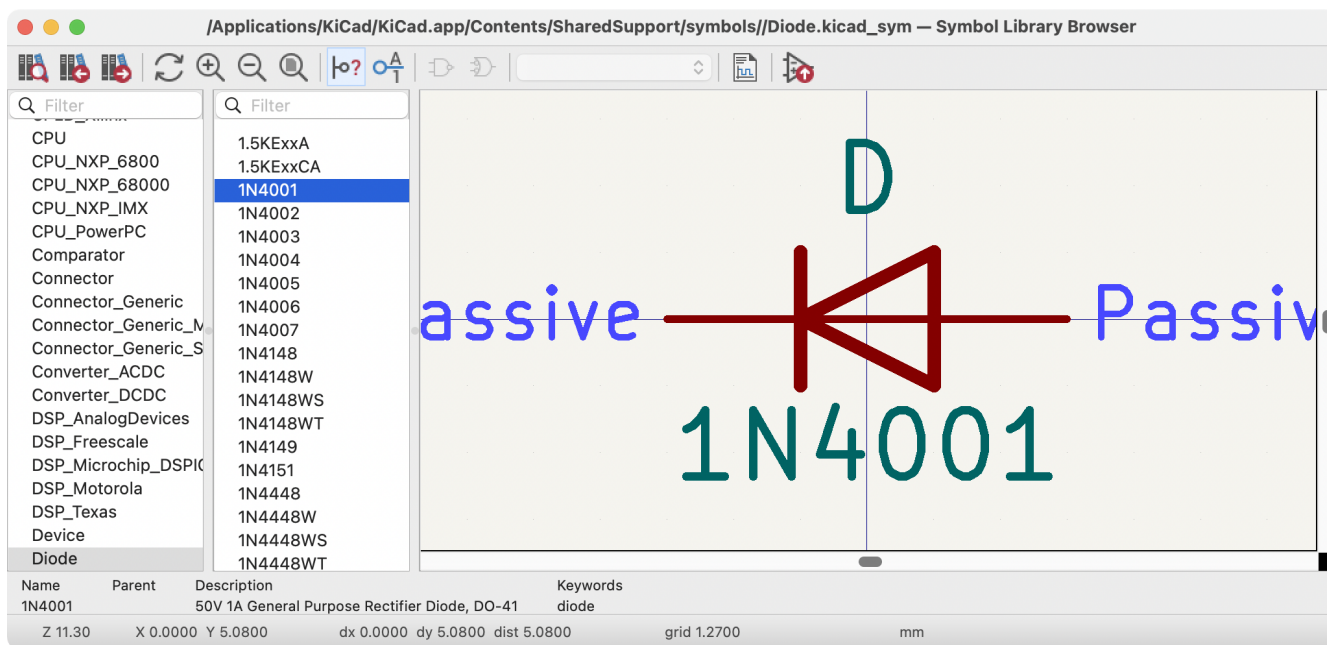 /Applications/KiCad/KiCad.app/Contents/SharedSupport/symbols//Diode.kicad_sym — Symbol Library Browser
Filter
CPU
CPU_NXP_6800
CPU_NXP_68000
CPU_NXP_IMX
CPU_PowerPC
Comparator
Connector
Connector_Generic
Connector_Generic_M
Connector_Generic_S
Converter_ACDC
Converter_DCDC
DSP_AnalogDevices
DSP_Freescale
DSP_Microchip_DSPIC
DSP_Motorola
DSP_Texas
Device
Diode
Filter
1.5KExxA
1.5KExxCA
1N4001
1N4002
1N4003
1N4004
1N4005
1N4006
1N4007
1N4148
1N4148W
1N4148WS
1N4148WT
1N4149
1N4151
1N4448
1N4448W
1N4448WS
1N4448WT
D
assive Passiv
1N4001
Name Parent Description Keywords
1N4001 50V 1A General Purpose Rectifier Diode, DO-41 diode
Z 11.30 X 0.0000 Y 5.0800 dx 0.0000 dy 5.0800 dist 5.0800 grid 1.2700 mm